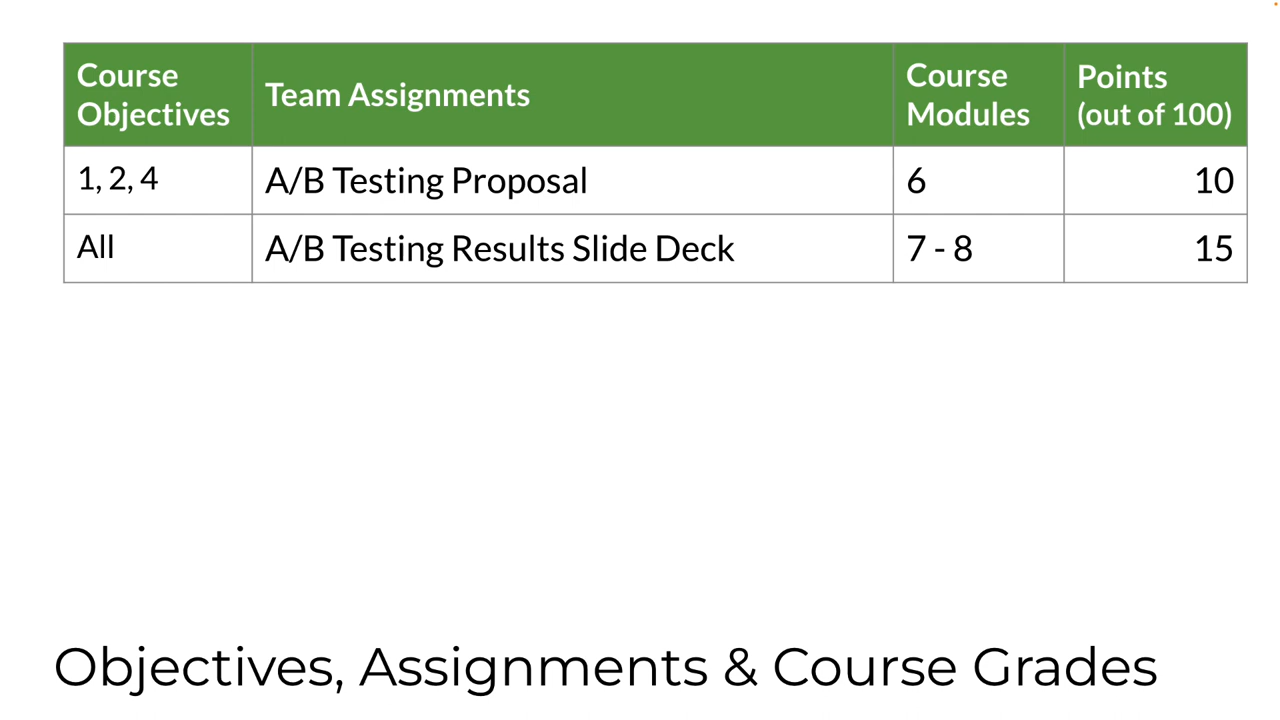 Course Objectives | Team Assignments | Course Modules | Points (out of 100)
1, 2, 4 | A/B Testing Proposal | 6 | 10
All | A/B Testing Results Slide Deck | 7 - 8 | 15
Objectives, Assignments & Course Grades